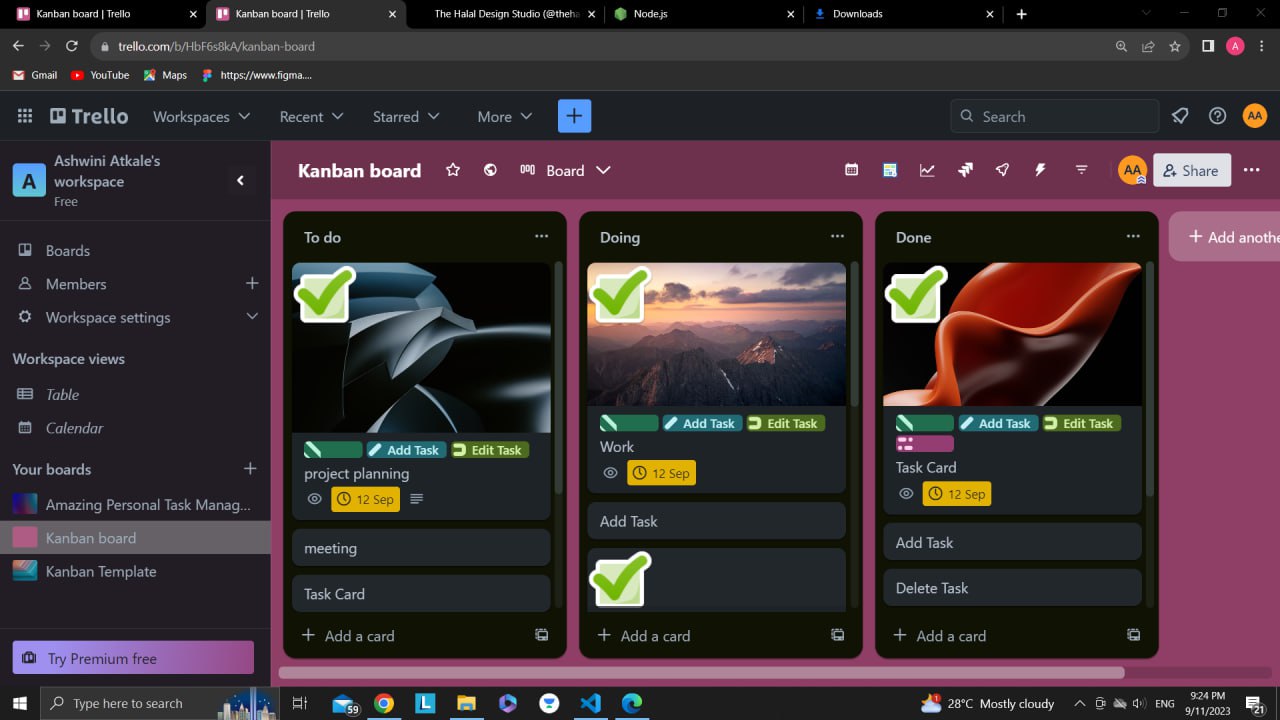 Kanban board | Trello
Kanban board | Trello
The Halal Design Studio (@theha
Node.js
Downloads
trello.com/b/HbF6s8kA/kanban-board
A
Gmail
YouTube
Maps
https://www.figma....
Trello
Workspaces
Recent
Starred
More
Search
AA
A
Ashwini Atkale's
workspace
Free
Kanban board
Board
AA
Share
Boards
Members
Workspace settings
Workspace views
Table
Calendar
Your boards
Amazing Personal Task Manag...
Kanban board
Kanban Template
Try Premium free
To do
Add Task
Edit Task
project planning
12 Sep
meeting
Task Card
Add a card
Doing
Add Task
Edit Task
Work
12 Sep
Add Task
Add a card
Done
Add Task
Edit Task
Task Card
12 Sep
Add Task
Delete Task
Add a card
Add anothe
Type here to search
59
L
28°C Mostly cloudy
ENG
9:24 PM
9/11/2023
21